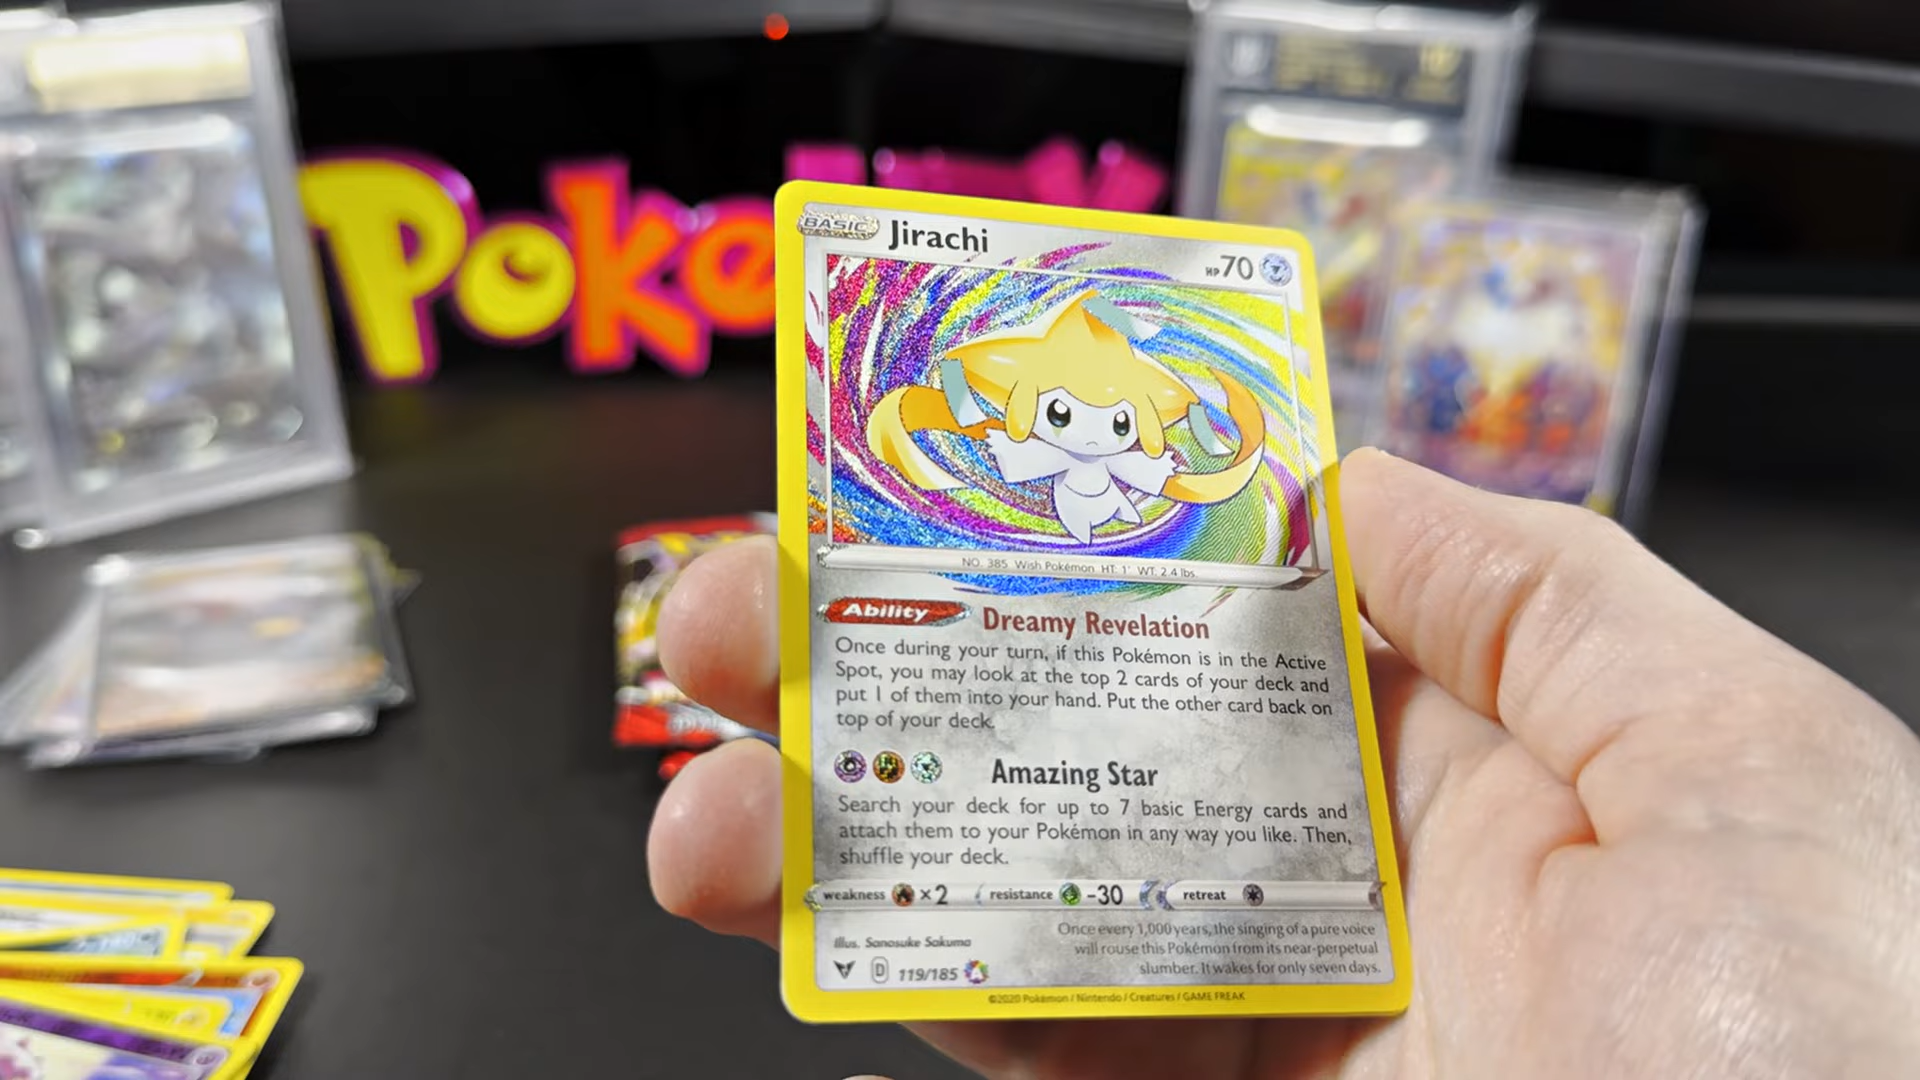 Poke
BASIC Jirachi
HP 70
NO. 385 Wish Pokémon HT: 1' WT: 2.4 lbs.
Ability Dreamy Revelation
Once during your turn, if this Pokémon is in the Active
Spot, you may look at the top 2 cards of your deck and
put 1 of them into your hand. Put the other card back on
top of your deck.
Amazing Star
Search your deck for up to 7 basic Energy cards and
attach them to your Pokémon in any way you like. Then,
shuffle your deck.
weakness ×2 resistance -30 retreat
Illus. Sanosuke Sakuma
Once every 1,000 years, the singing of a pure voice
will rouse this Pokémon from its near-perpetual
slumber. It wakes for only seven days.
D 119/185 A
©2020 Pokémon / Nintendo / Creatures / GAME FREAK